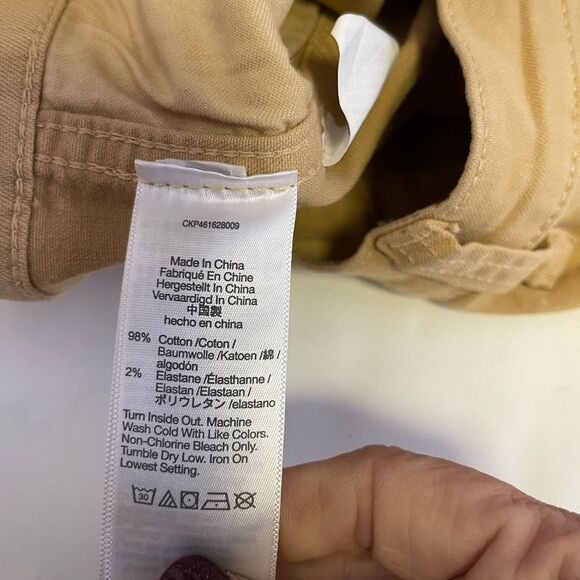 CKP461628009
Made In China
Fabriqué En Chine
Hergestellt In China
Vervaardigd In China
中国製
hecho en china
98% Cotton /Coton/
Baumwolle /Katoen /綿/
algodón
2% Elastane /Élasthanne/
Elastan /Elastaan/
ポリウレタン /elastano
Turn Inside Out. Machine
Wash Cold With Like Colors.
Non-Chlorine Bleach Only.
Tumble Dry Low. Iron On
Lowest Setting.
30